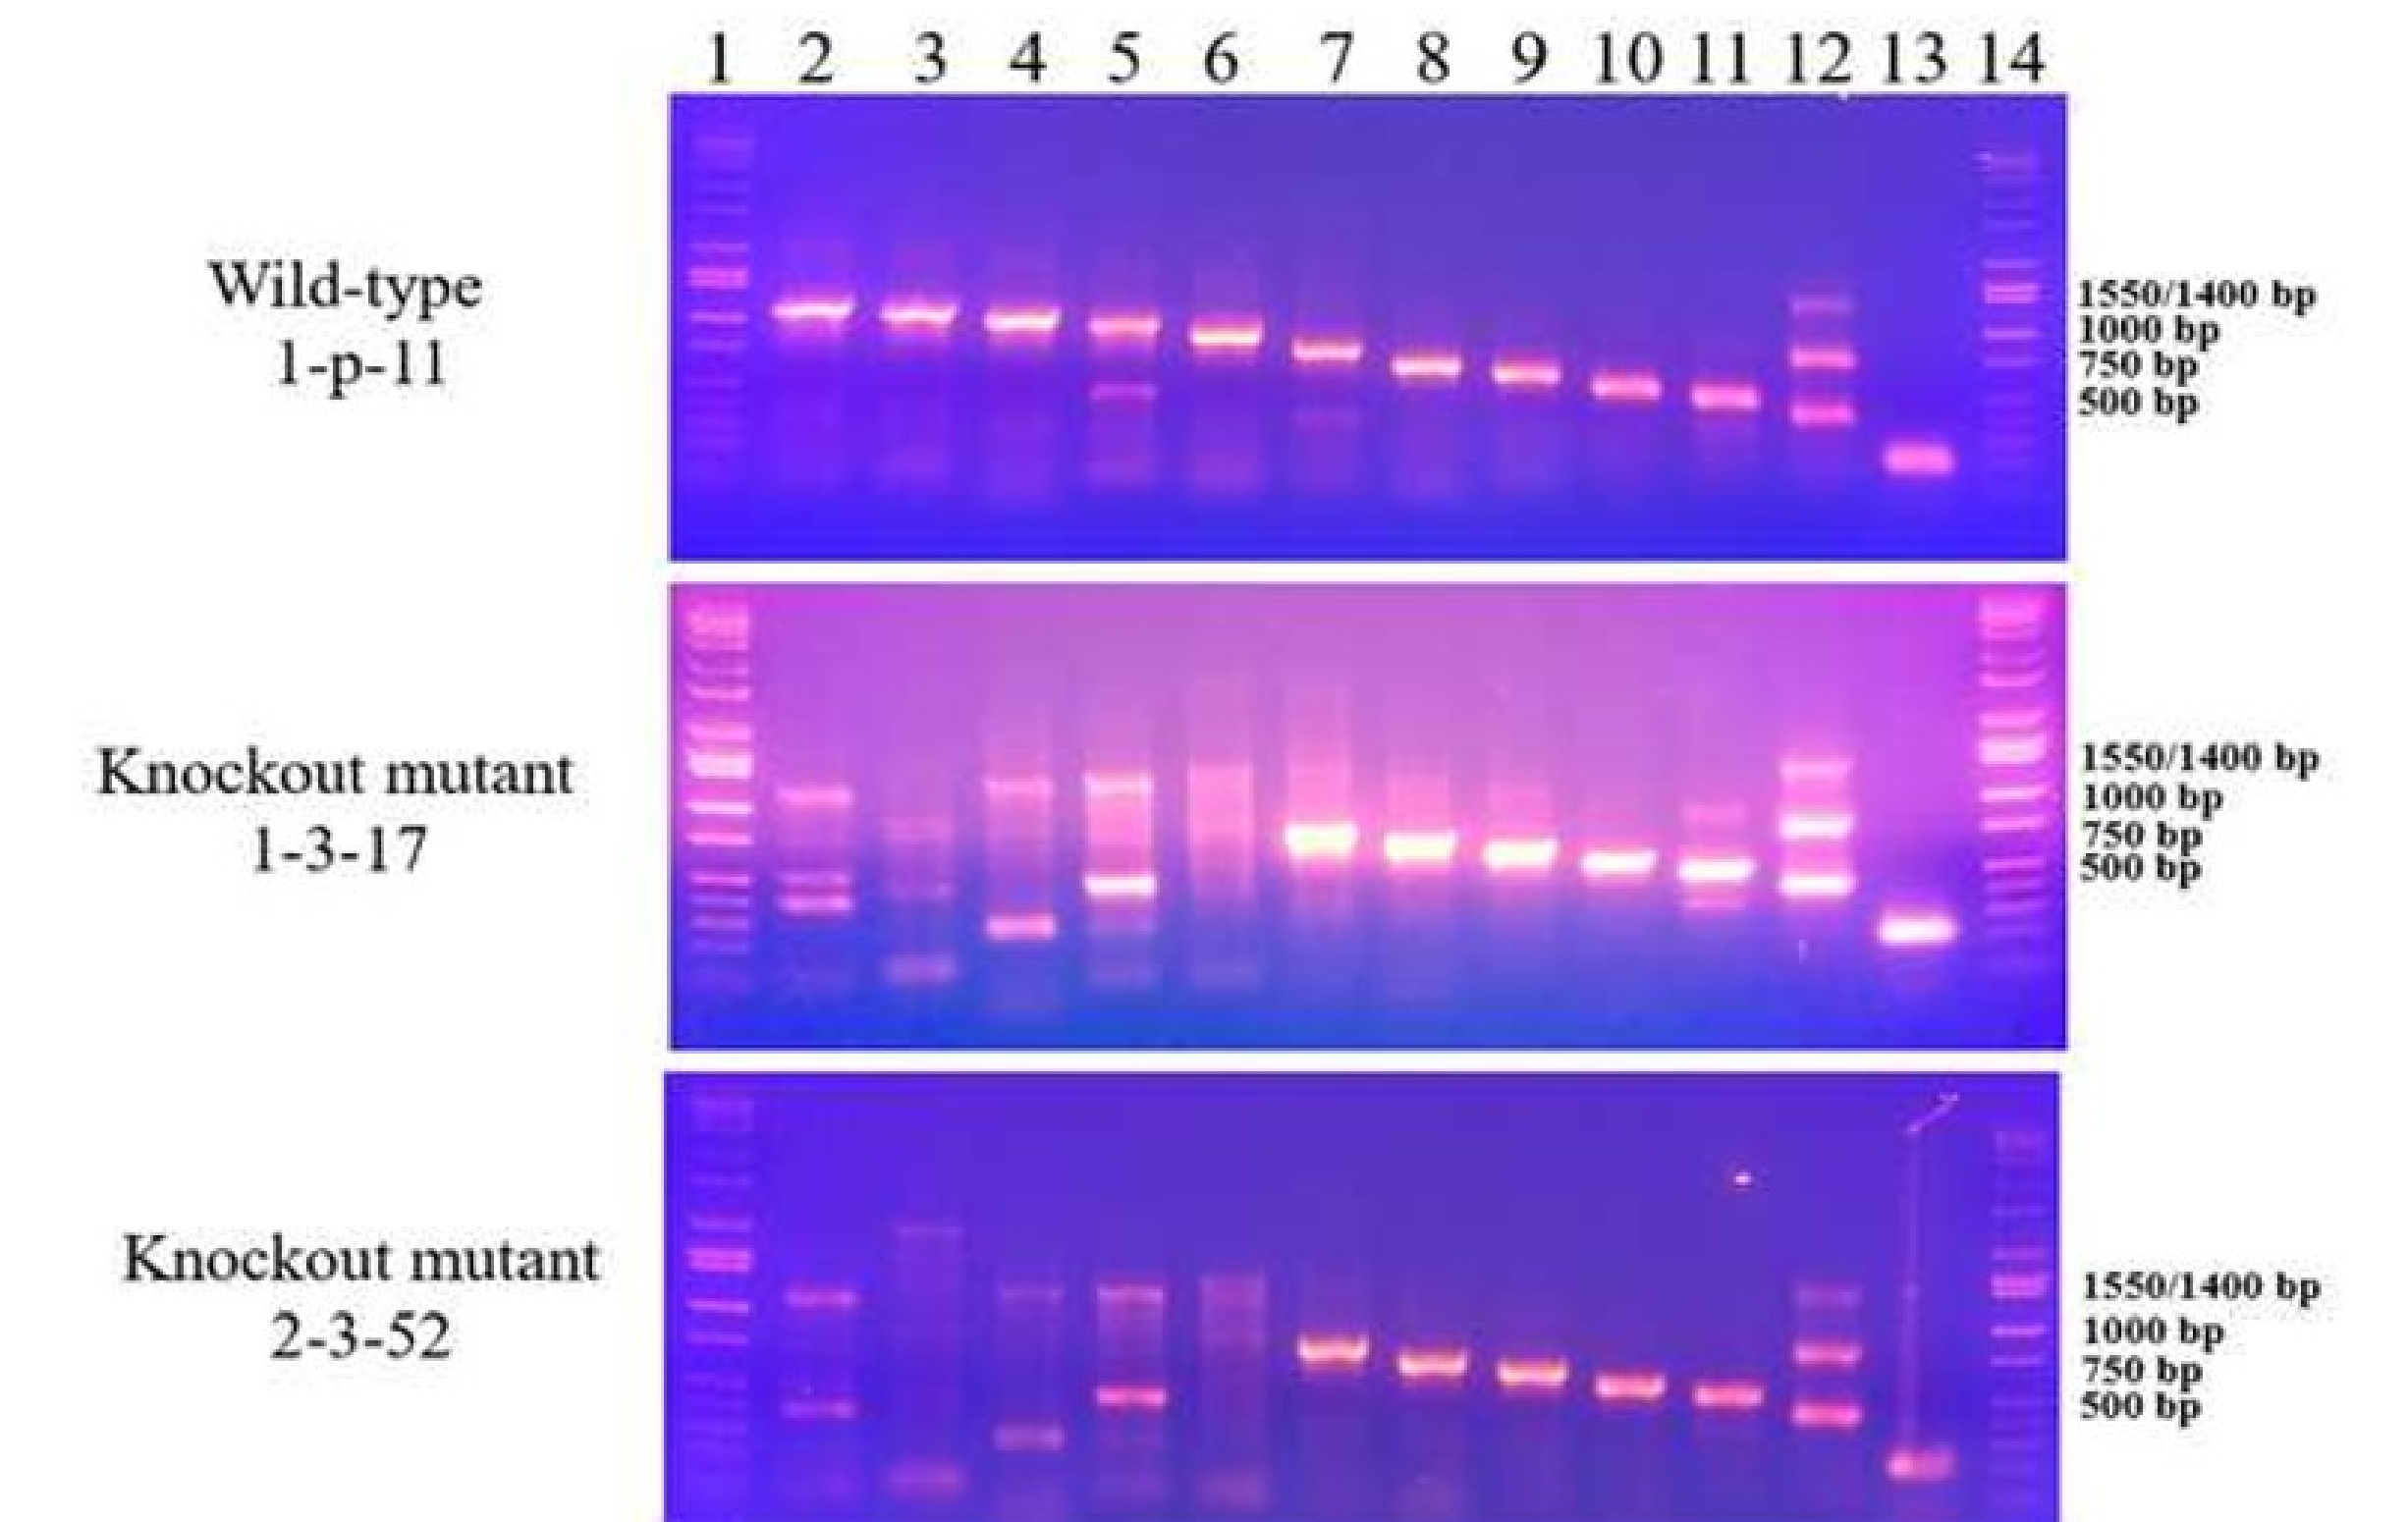 1 2 3 4 5 6 7 8 9 10 11 12 13 14
Wild-type
1-p-11
1550/1400 bp
1000 bp
750 bp
500 bp
Knockout mutant
1-3-17
1550/1400 bp
1000 bp
750 bp
500 bp
Knockout mutant
2-3-52
1550/1400 bp
1000 bp
750 bp
500 bp